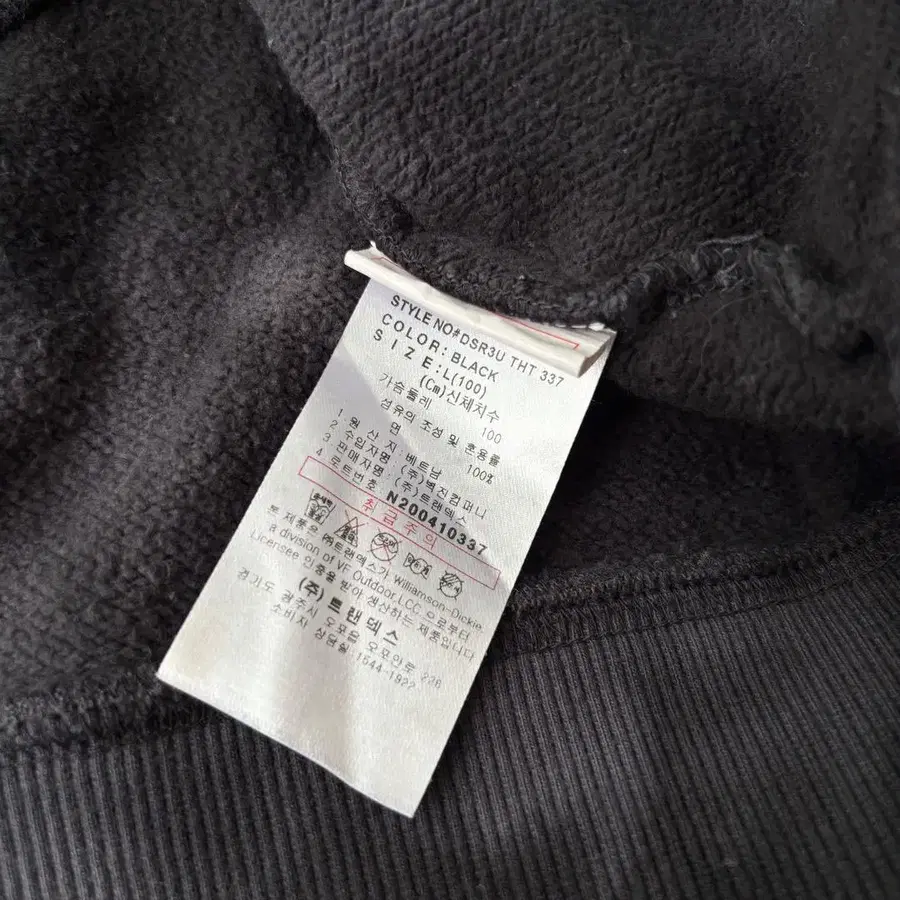 STYLE NO#DSR3U THT 337
COLOR: BLACK
SIZE: L(100)
(Cm)신체치수
가슴둘레 100
섬유의 조성 및 혼용률
면 100%
1 원 산 지 : 베트남
2 수입자명 : (주)백진컴퍼니
3 판매자명 : (주)트랜덱스
4 로트번호 N200410337
취급주의
본 제품은 ㈜트랜덱스가 Williamson-Dickie
a division of VF Outdoor LCC 으로부터
Licensee 인증을 받아 생산하는 제품입니다
(주)트랜덱스
경기도 광주시 오포읍 오포안로 226
소비자 상담실: 1544-1922